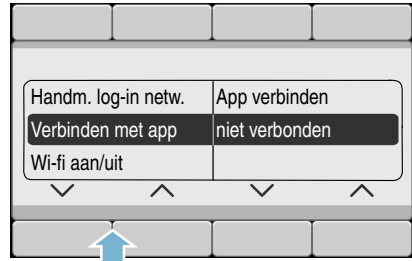 Handm. log-in netw. App verbinden
Verbinden met app niet verbonden
Wi-fi aan/uit